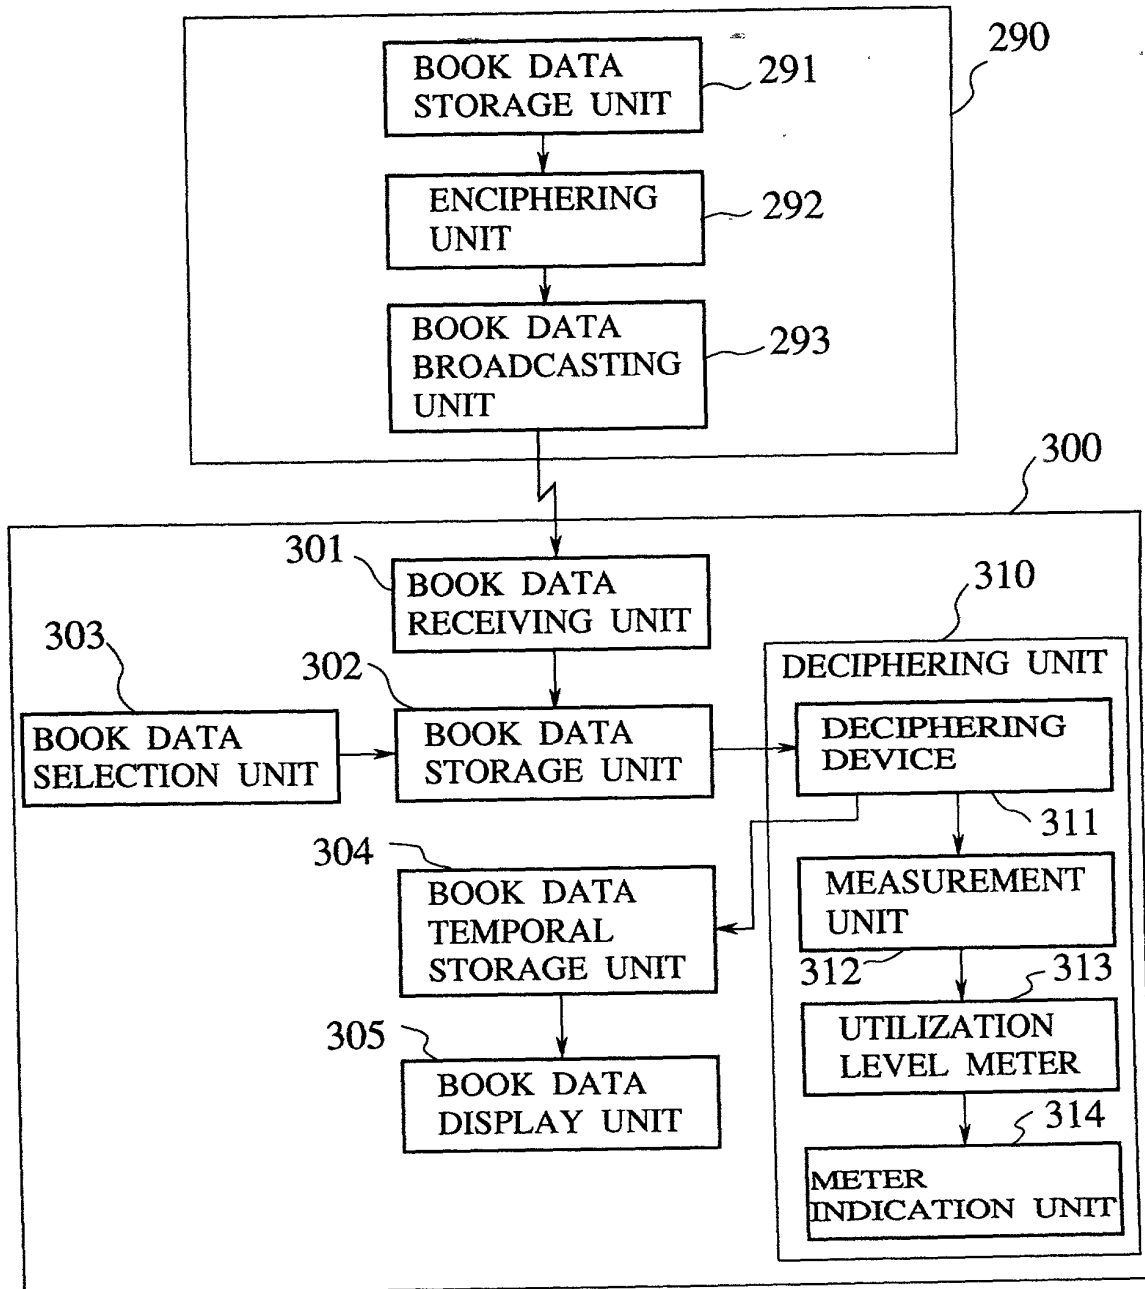 290
BOOK DATA
STORAGE UNIT
291
ENCIPHERING
UNIT
292
BOOK DATA
BROADCASTING
UNIT
293
300
301
BOOK DATA
RECEIVING UNIT
310
DECIPHERING UNIT
303
BOOK DATA
SELECTION UNIT
302
BOOK DATA
STORAGE UNIT
DECIPHERING
DEVICE
311
304
BOOK DATA
TEMPORAL
STORAGE UNIT
MEASUREMENT
UNIT
312
313
UTILIZATION
LEVEL METER
305
BOOK DATA
DISPLAY UNIT
314
METER
INDICATION UNIT